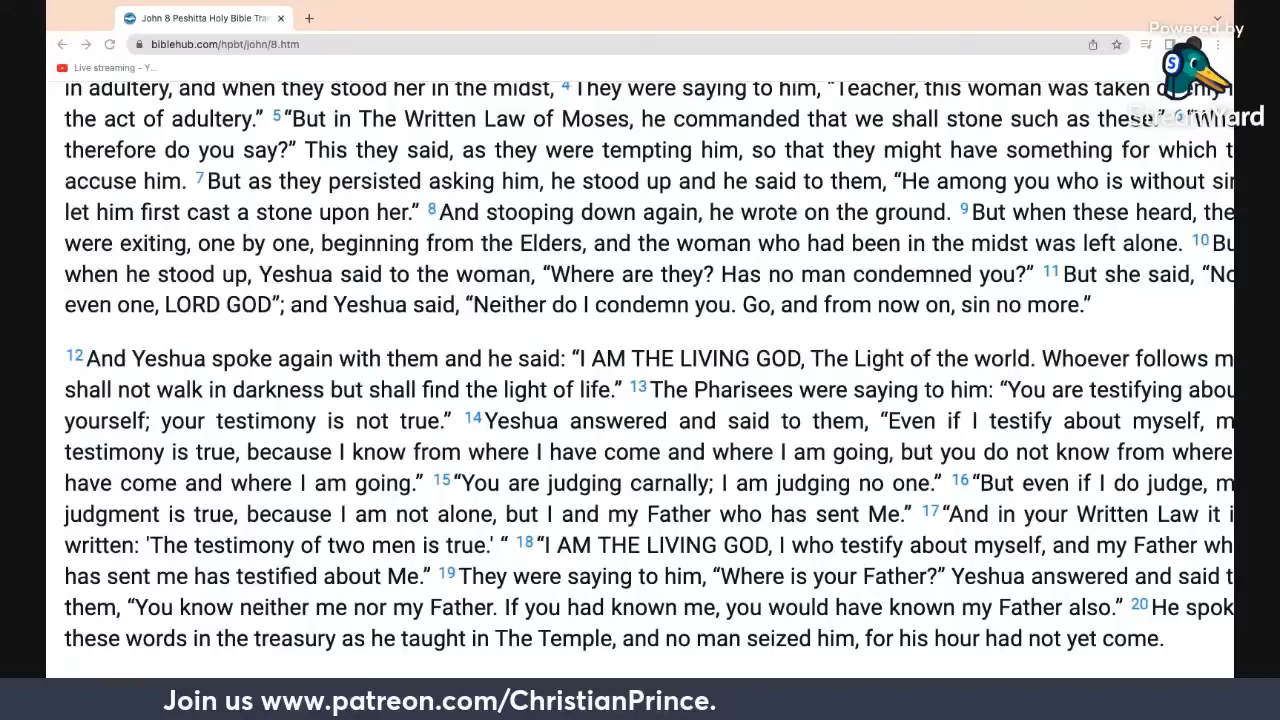 John 8 Peshitta Holy Bible Tra
Powered by
biblehub.com/hpbt/john/8.htm
Live streaming - Y...
S
in adultery, and when they stood her in the midst, 4 They were saying to him, “Teacher, this woman was taken
the act of adultery.” 5 “But in The Written Law of Moses, he commanded that we shall stone such as these.” 6
therefore do you say?” This they said, as they were tempting him, so that they might have something for which t
accuse him. 7 But as they persisted asking him, he stood up and he said to them, “He among you who is without sin
let him first cast a stone upon her.” 8 And stooping down again, he wrote on the ground. 9 But when these heard, the
were exiting, one by one, beginning from the Elders, and the woman who had been in the midst was left alone. 10 Bu
when he stood up, Yeshua said to the woman, “Where are they? Has no man condemned you?” 11 But she said, “No
even one, LORD GOD”; and Yeshua said, “Neither do I condemn you. Go, and from now on, sin no more.”
12 And Yeshua spoke again with them and he said: “I AM THE LIVING GOD, The Light of the world. Whoever follows m
shall not walk in darkness but shall find the light of life.” 13 The Pharisees were saying to him: “You are testifying abou
yourself; your testimony is not true.” 14 Yeshua answered and said to them, “Even if I testify about myself, m
testimony is true, because I know from where I have come and where I am going, but you do not know from where
have come and where I am going.” 15 “You are judging carnally; I am judging no one.” 16 “But even if I do judge, m
judgment is true, because I am not alone, but I and my Father who has sent Me.” 17 “And in your Written Law it i
written: 'The testimony of two men is true.' “ 18 “I AM THE LIVING GOD, I who testify about myself, and my Father wh
has sent me has testified about Me.” 19 They were saying to him, “Where is your Father?” Yeshua answered and said t
them, “You know neither me nor my Father. If you had known me, you would have known my Father also.” 20 He spok
these words in the treasury as he taught in The Temple, and no man seized him, for his hour had not yet come.
Join us www.patreon.com/ChristianPrince.